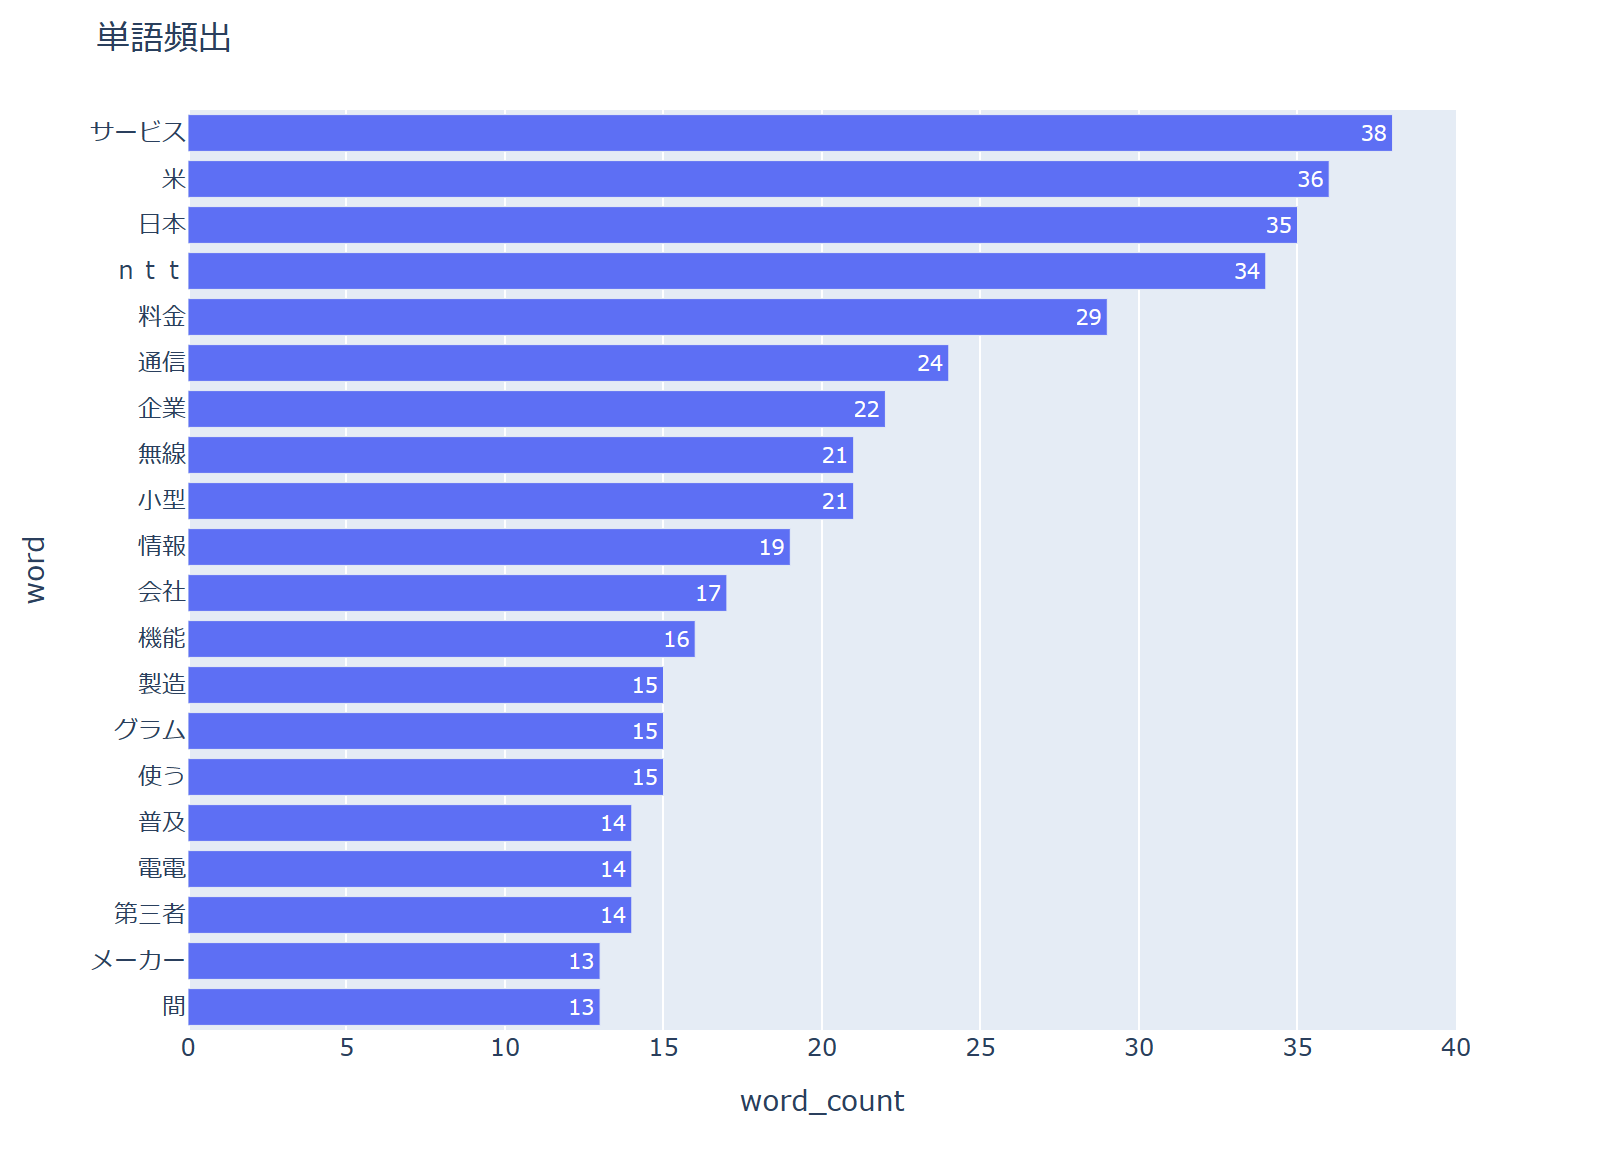 単語頻出
サービス 38
米 36
日本 35
ｎｔｔ 34
料金 29
通信 24
企業 22
無線 21
小型 21
情報 19
会社 17
機能 16
製造 15
グラム 15
使う 15
普及 14
電電 14
第三者 14
メーカー 13
間 13
word
0 5 10 15 20 25 30 35 40
word_count